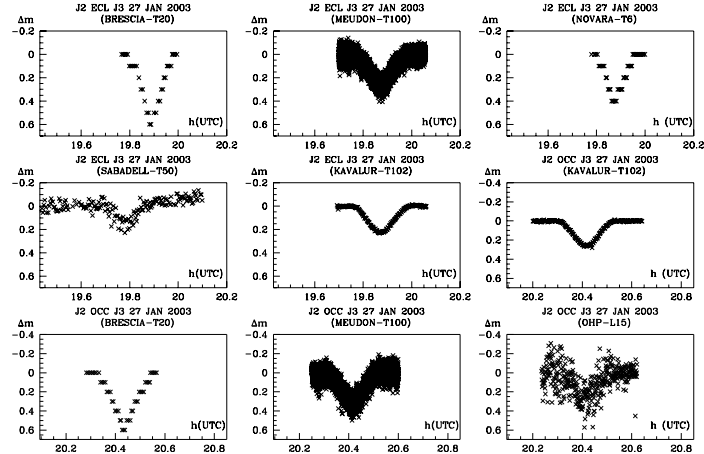 J2 ECL J3 27 JAN 2003
(BRESCIA-T20)
Δm
-0.2
0
0.2
0.4
0.6
h(UTC)
19.6
19.8
20
20.2
J2 ECL J3 27 JAN 2003
(MEUDON-T100)
Δm
-0.2
0
0.2
0.4
0.6
h(UTC)
19.6
19.8
20
20.2
J2 ECL J3 27 JAN 2003
(NOVARA-T6)
Δm
-0.2
0
0.2
0.4
0.6
h (UTC)
19.6
19.8
20
20.2
J2 ECL J3 27 JAN 2003
(SABADELL-T50)
Δm
-0.2
0
0.2
0.4
0.6
h(UTC)
19.6
19.8
20
20.2
J2 ECL J3 27 JAN 2003
(KAVALUR-T102)
Δm
-0.2
0
0.2
0.4
0.6
h(UTC)
19.6
19.8
20
20.2
J2 OCC J3 27 JAN 2003
(KAVALUR-T102)
Δm
-0.4
-0.2
0
0.2
0.4
0.6
h(UTC)
20.2
20.4
20.6
20.8
J2 OCC J3 27 JAN 2003
(BRESCIA-T20)
Δm
-0.4
-0.2
0
0.2
0.4
0.6
h(UTC)
20.2
20.4
20.6
20.8
J2 OCC J3 27 JAN 2003
(MEUDON-T100)
Δm
-0.4
-0.2
0
0.2
0.4
0.6
h(UTC)
20.2
20.4
20.6
20.8
J2 OCC J3 27 JAN 2003
(OHP-L15)
Δm
-0.4
-0.2
0
0.2
0.4
0.6
h (UTC)
20.2
20.4
20.6
20.8